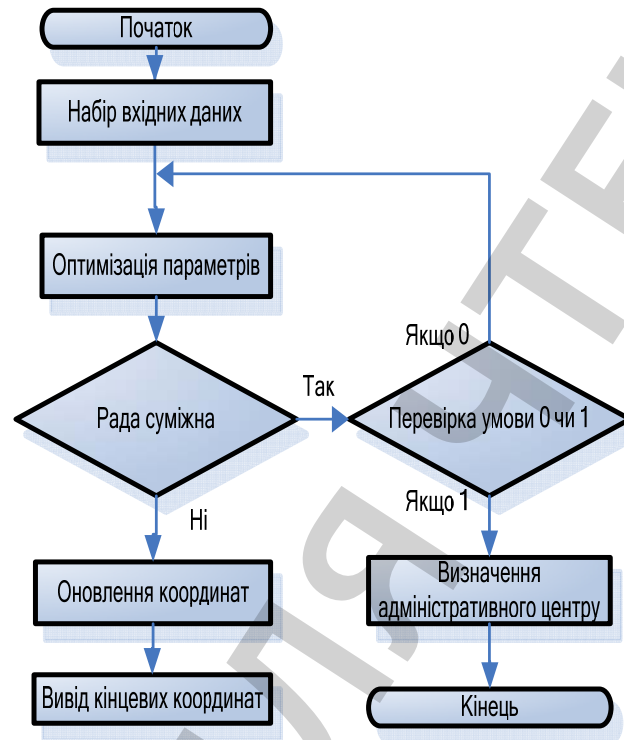 Початок
Набір вхідних даних
Оптимізація параметрів
Якщо 0
Так
Рада суміжна
Перевірка умови 0 чи 1
Якщо 1
Ні
Оновлення координат
Визначення
адміністративного центру
Вивід кінцевих координат
Кінець